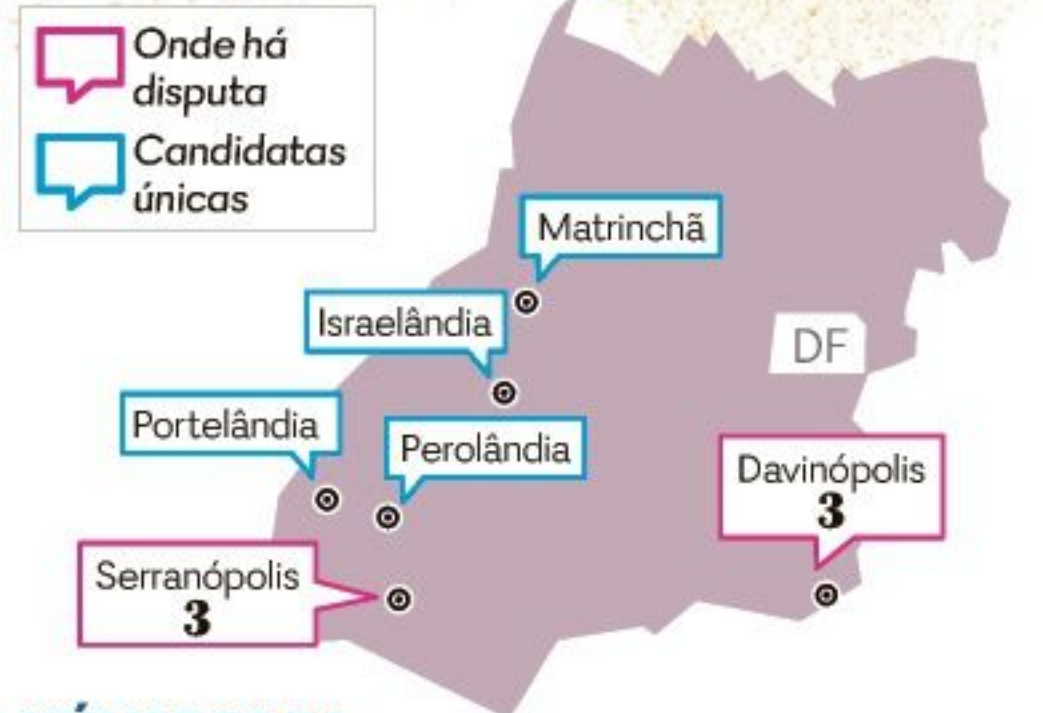 Onde há
disputa
Candidatas
únicas
Matrinchã
Israelândia
DF
Portelândia
Perolândia
Davinópolis
3
Serranópolis
3